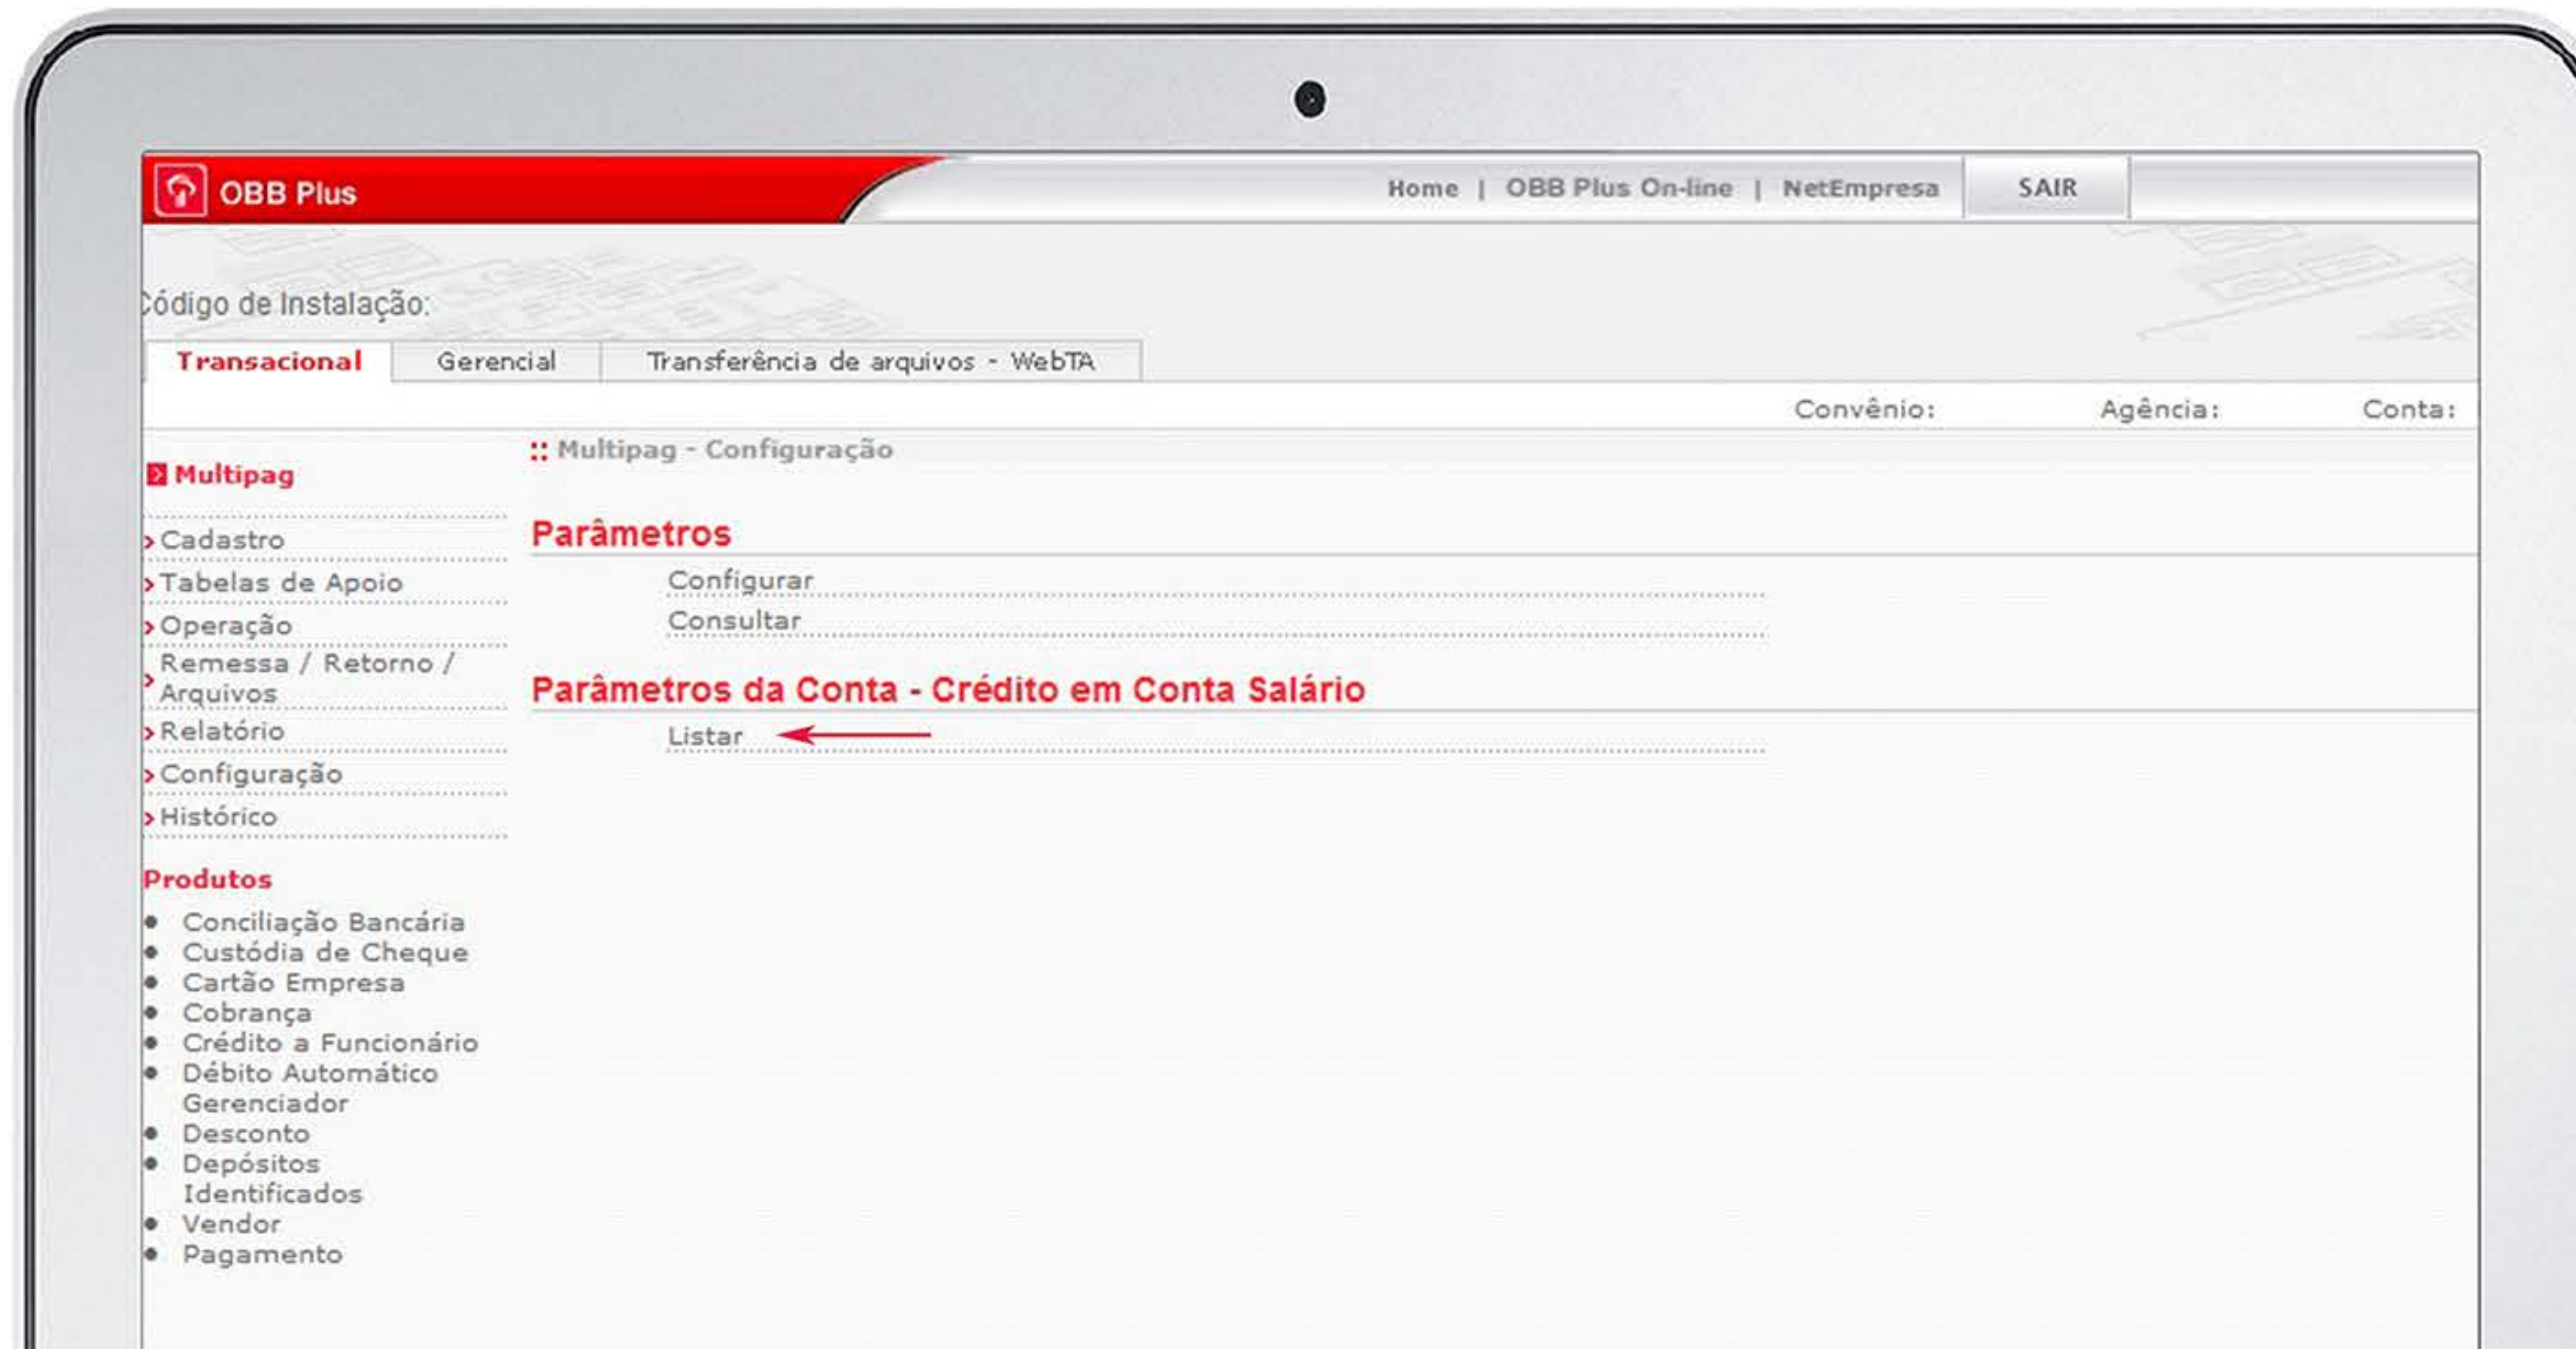 OBB Plus
Home | OBB Plus On-line | NetEmpresa
SAIR
Código de Instalação:
Transacional
Gerencial
Transferência de arquivos - WebTA
Convênio: Agência: Conta:
Multipag - Configuração
Multipag
Cadastro
Tabelas de Apoio
Operação
Remessa / Retorno /
Arquivos
Relatório
Configuração
Histórico
Parâmetros
Configurar
Consultar
Parâmetros da Conta - Crédito em Conta Salário
Listar
Produtos
Conciliação Bancária
Custódia de Cheque
Cartão Empresa
Cobrança
Crédito a Funcionário
Débito Automático
Gerenciador
Desconto
Depósitos
Identificados
Vendor
Pagamento